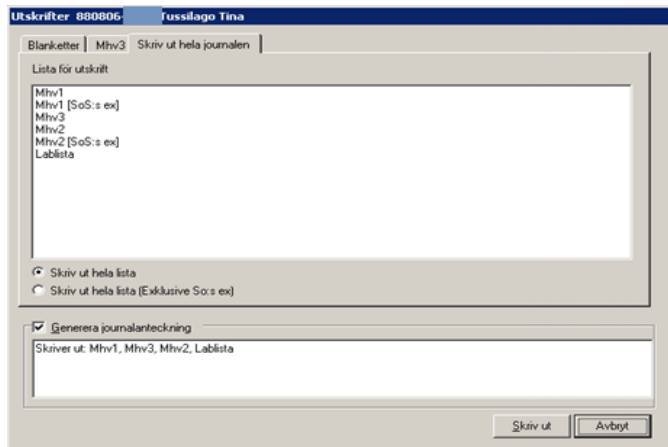 Utskrifter 880806- Tussilago Tina
Blanketter Mhv3 Skriv ut hela journalen
Lista för utskrift
Mhv1
Mhv1 [SoS:s ex]
Mhv3
Mhv2
Mhv2 [SoS:s ex]
Lablista
Skriv ut hela lista
Skriv ut hela lista (Exklusive So:s ex)
Generera journalanteckning
Skriver ut: Mhv1, Mhv3, Mhv2, Lablista
Skriv ut Avbryt